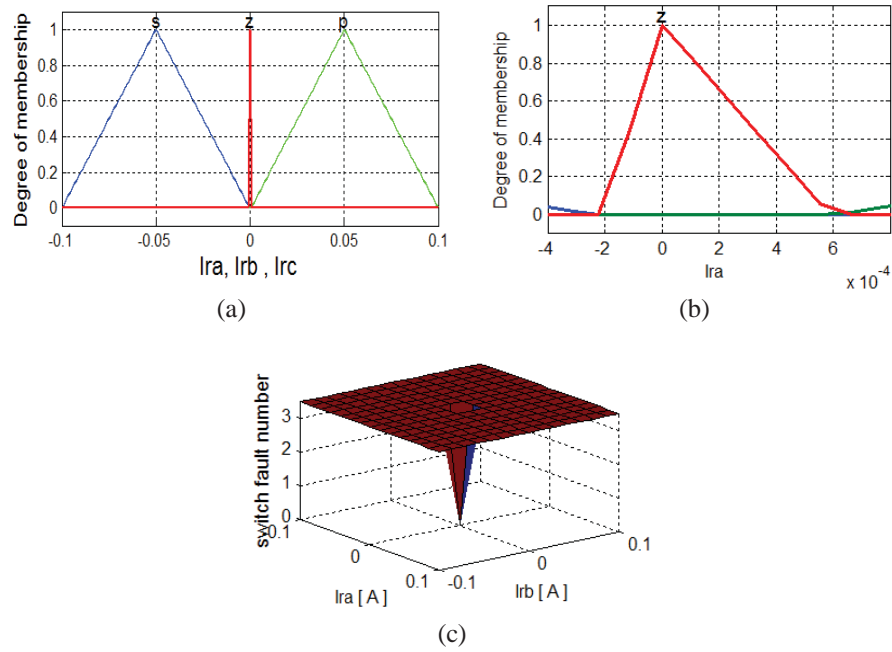 s z p
1
0.8
0.6
0.4
0.2
0
Degree of membership
-0.1 -0.05 0 0.05 0.1
Ira, Irb , Irc
(a)
z
1
0.8
0.6
0.4
0.2
0
Degree of membership
-4 -2 0 2 4 6
Ira
x 10-4
(b)
switch fault number
3
2
1
0
-0.1
0
0.1
Ira [ A ]
-0.1
0
0.1
Irb [ A ]
(c)